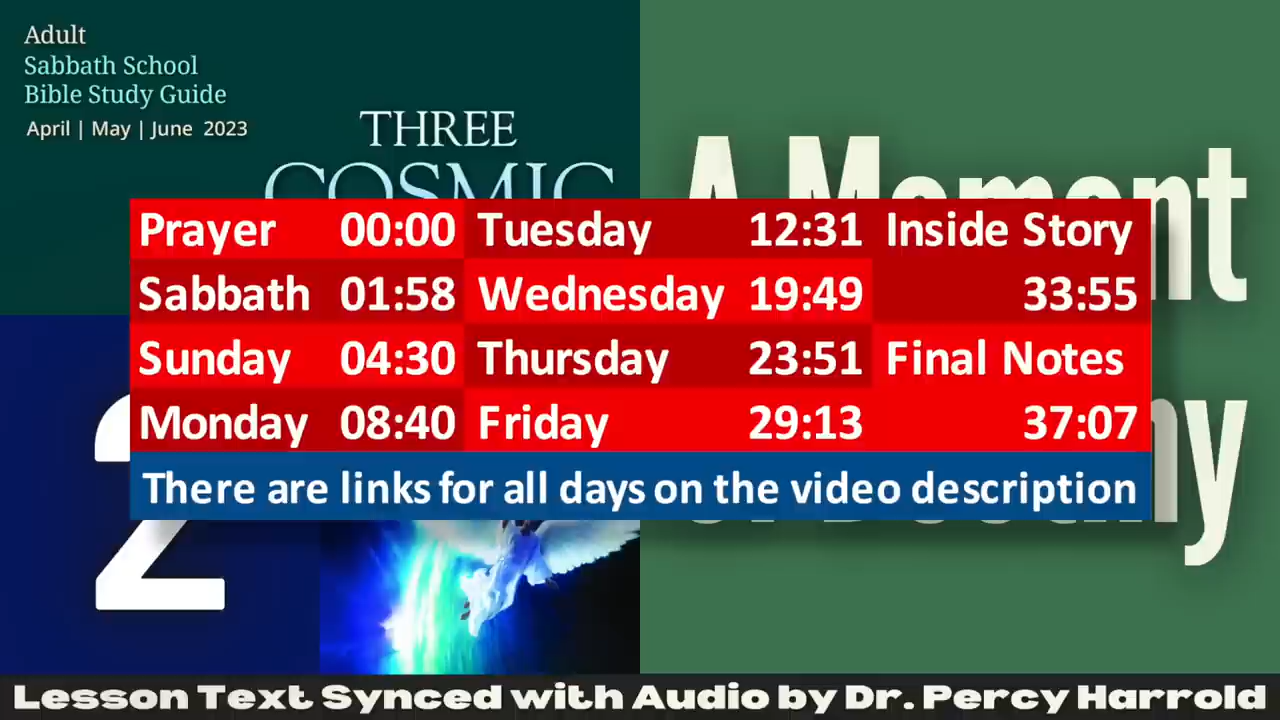 Adult
Sabbath School
Bible Study Guide
April | May | June 2023
THREE
COSMIC
A Moment
Prayer 00:00 Tuesday 12:31 Inside Story
Sabbath 01:58 Wednesday 19:49 33:55
Sunday 04:30 Thursday 23:51 Final Notes
Monday 08:40 Friday 29:13 37:07
There are links for all days on the video description
2
Lesson Text Synced with Audio by Dr. Percy Harrold